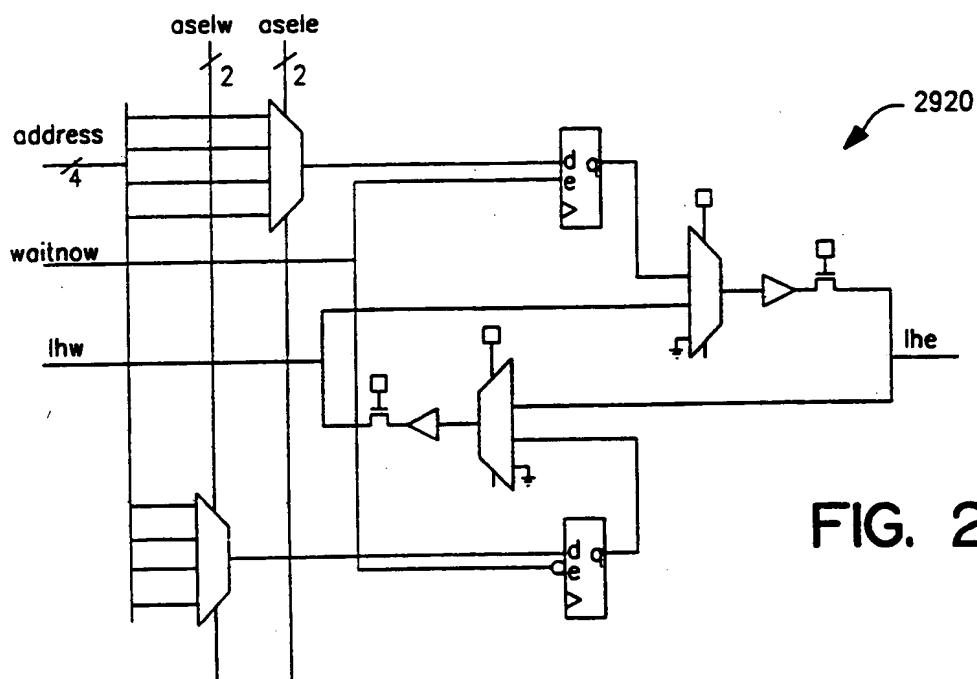 aselw asele
2 2
2920
address
4
d q
e
waitnow
lhw
lhe
d q
e
FIG. 2